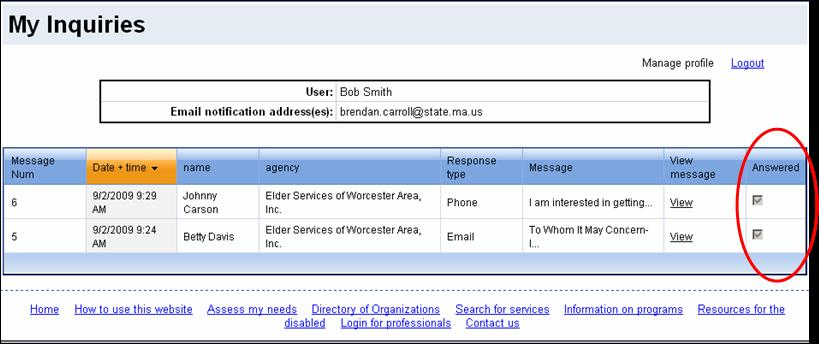 My Inquiries
Manage profile Logout
User: Bob Smith
Email notification address(es): brendan.carroll@state.ma.us
Message Num Date + time name agency Response type Message View message Answered
6 9/2/2009 9:29 AM Johnny Carson Elder Services of Worcester Area, Inc. Phone I am interested in getting... View
5 9/2/2009 9:24 AM Betty Davis Elder Services of Worcester Area, Inc. Email To Whom It May Concern- I... View
Home How to use this website Assess my needs Directory of Organizations Search for services Information on programs Resources for the
disabled Login for professionals Contact us